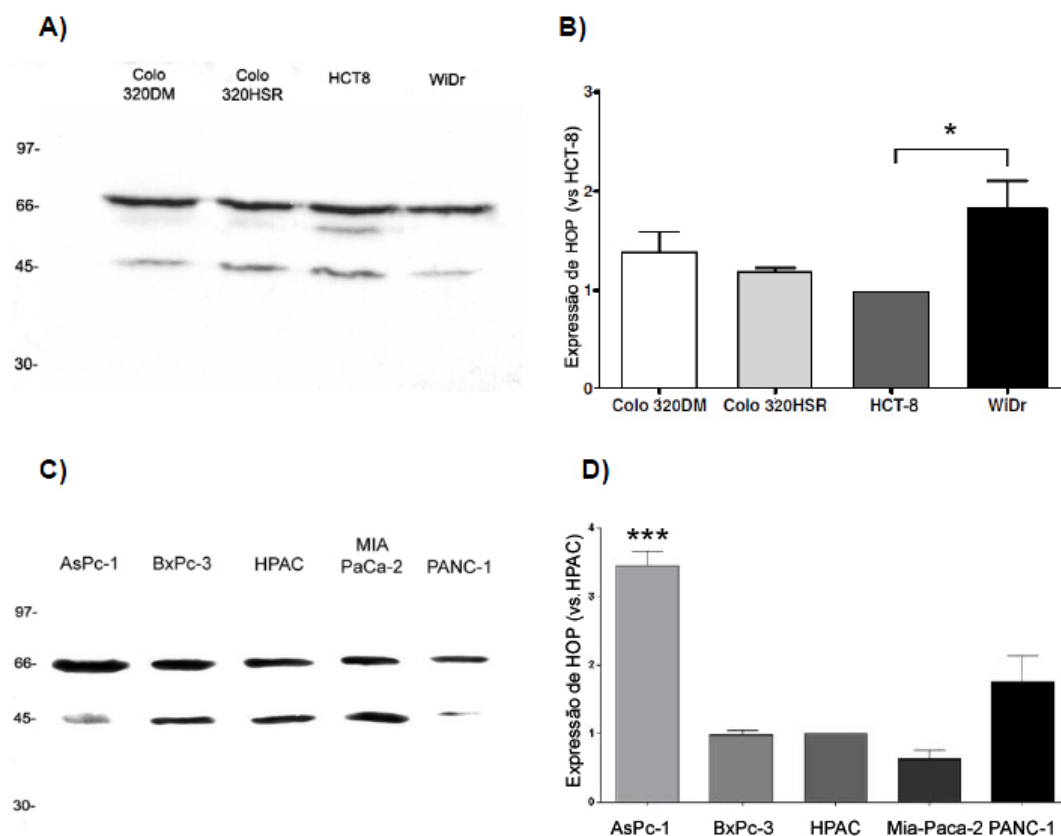 A)
Colo
320DM
Colo
320HSR
HCT8
WiDr
97-
66-
45-
30-
B)
Expressão de HOP (vs HCT-8)
3
2
1
0
*
Colo 320DM
Colo 320HSR
HCT-8
WiDr
C)
AsPc-1
BxPc-3
HPAC
MIA
PaCa-2
PANC-1
97-
66-
45-
30-
D)
Expressão de HOP (vs. HPAC)
4
3
2
1
0
***
AsPc-1
BxPc-3
HPAC
Mia-Paca-2
PANC-1